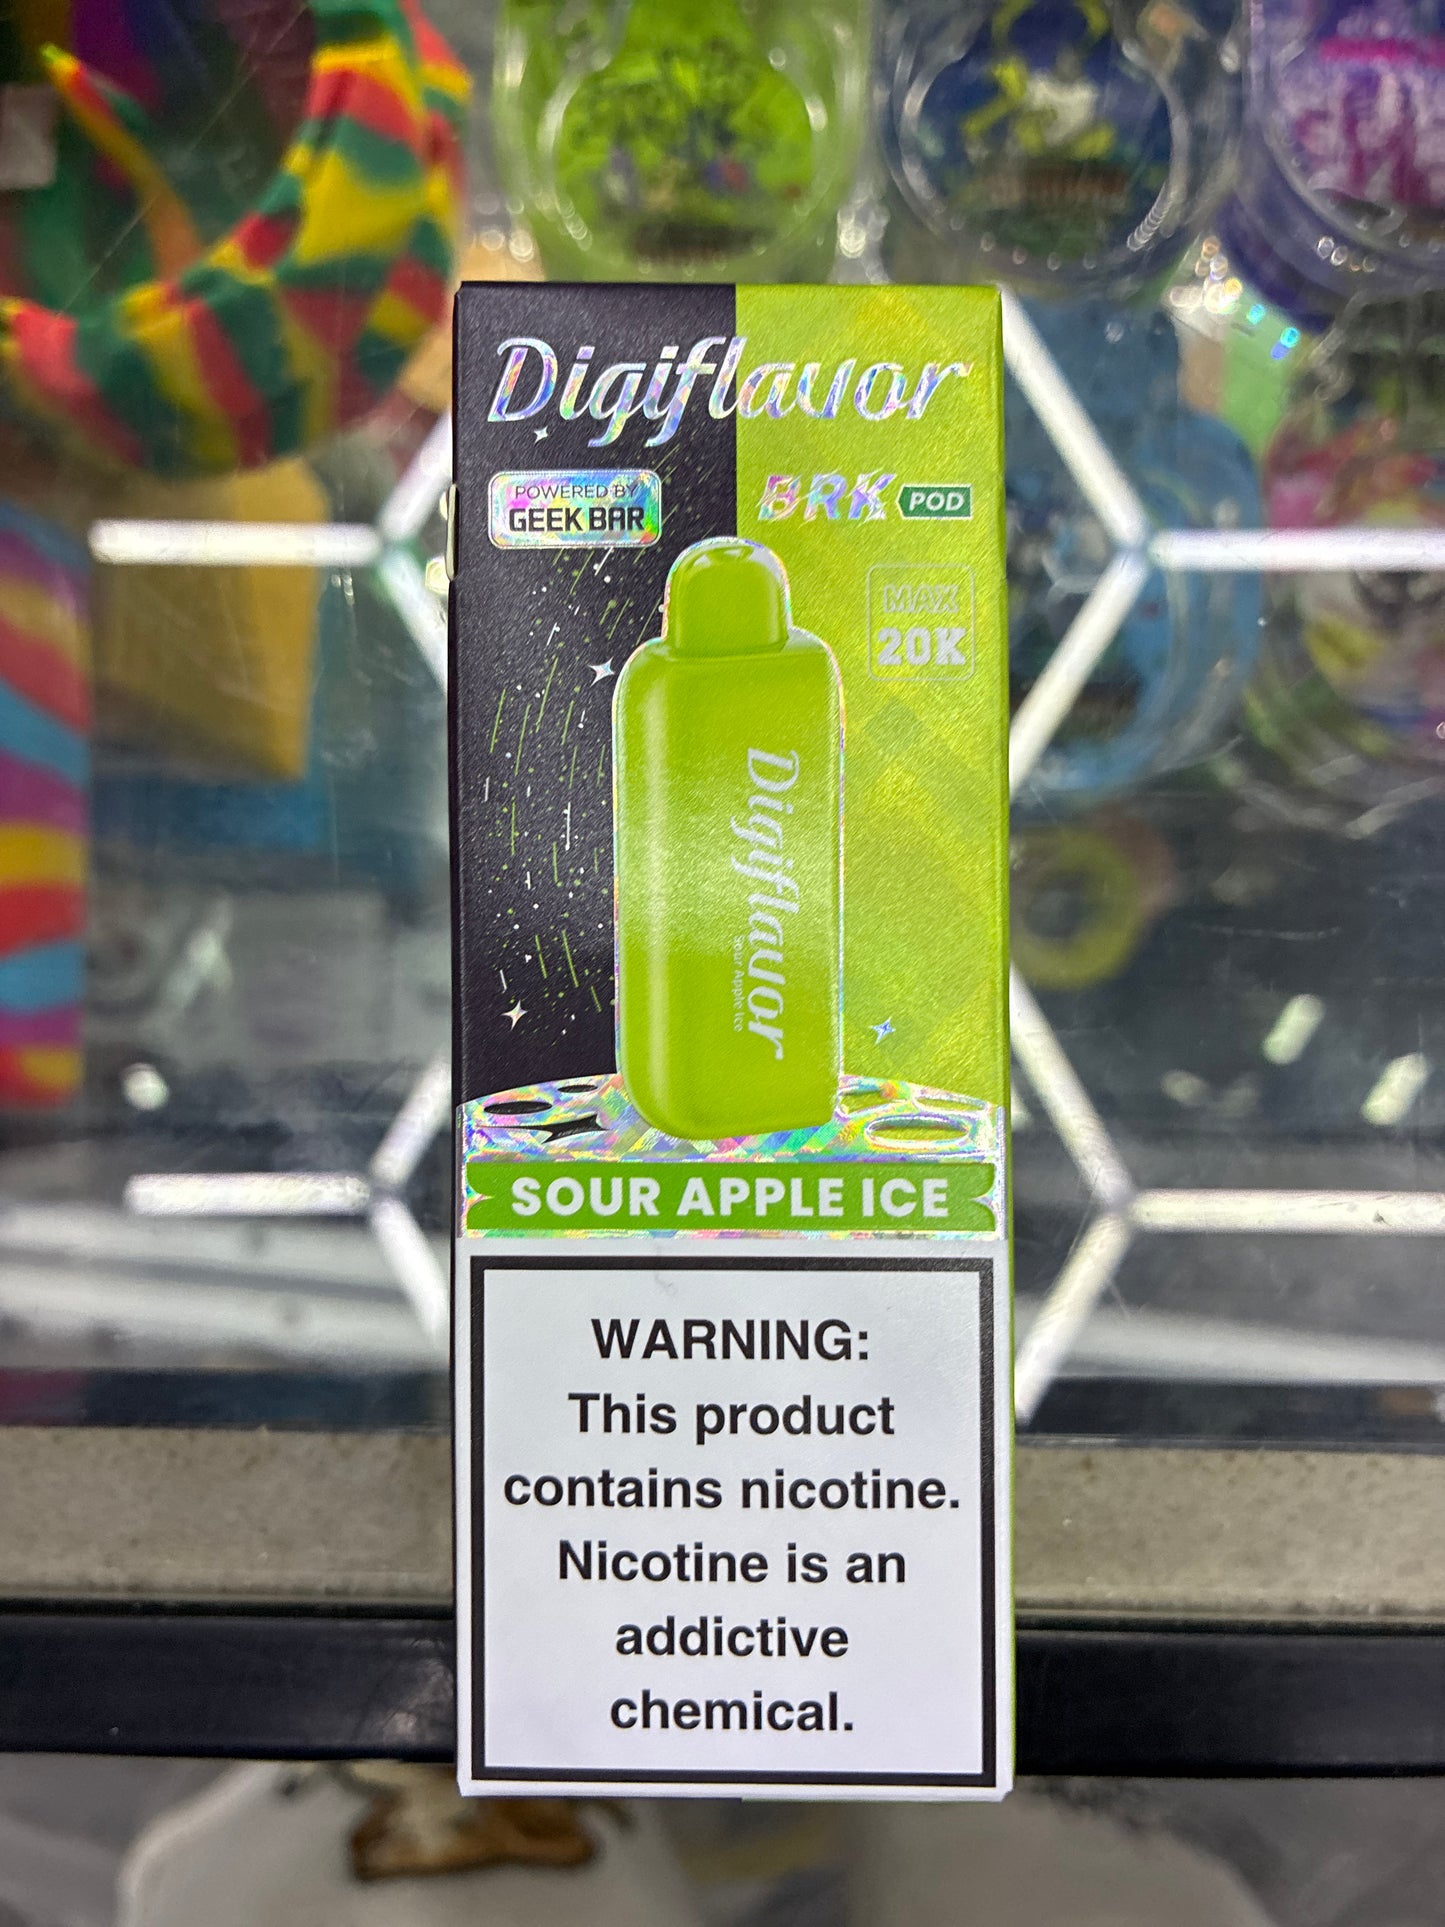 Digiflavor
POWERED BY
GEEK BAR
BRK POD
MAX
20K
Digiflavor
Sour Apple Ice
SOUR APPLE ICE
WARNING:
This product
contains nicotine.
Nicotine is an
addictive
chemical.